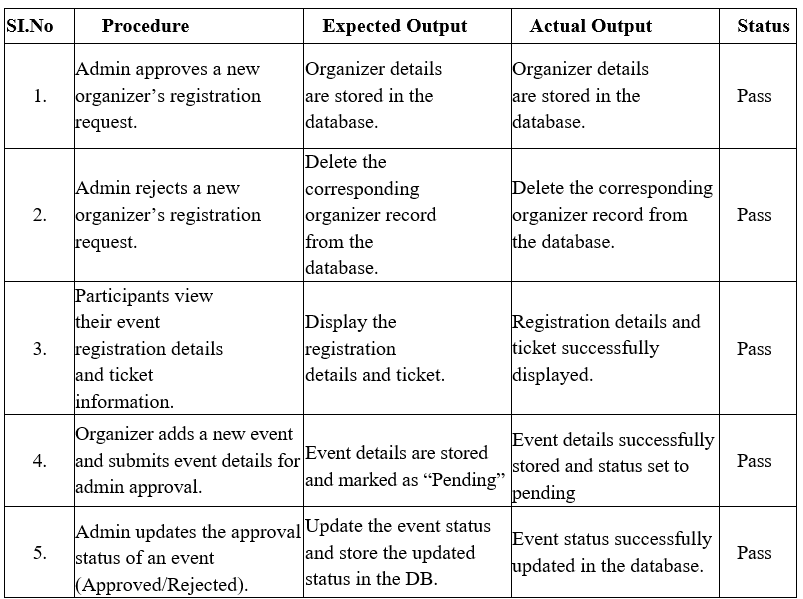 SI.No Procedure Expected Output Actual Output Status
1.
Admin approves a new
organizer’s registration
request.
Organizer details
are stored in the
database.
Organizer details
are stored in the
database.
Pass
2.
Admin rejects a new
organizer’s registration
request.
Delete the
corresponding
organizer record
from the
database.
Delete the corresponding
organizer record from
the database.
Pass
3.
Participants view
their event
registration details
and ticket
information.
Display the
registration
details and ticket.
Registration details and
ticket successfully
displayed.
Pass
4.
Organizer adds a new event
and submits event details for
admin approval.
Event details are stored
and marked as “Pending”
Event details successfully
stored and status set to
pending
Pass
5.
Admin updates the approval
status of an event
(Approved/Rejected).
Update the event status
and store the updated
status in the DB.
Event status successfully
updated in the database.
Pass